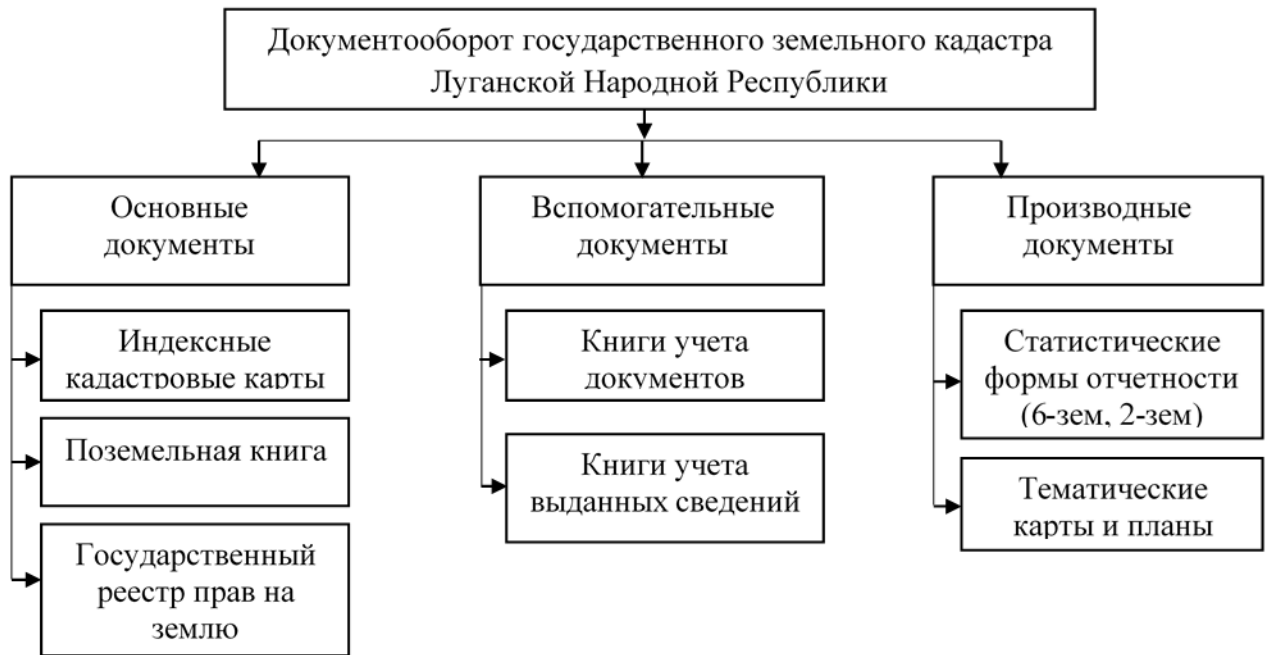 Документооборот государственного земельного кадастра
Луганской Народной Республики
Основные
документы
Индексные
кадастровые карты
Поземельная книга
Государственный
реестр прав на
землю
Вспомогательные
документы
Книги учета
документов
Книги учета
выданных сведений
Производные
документы
Статистические
формы отчетности
(6-зем, 2-зем)
Тематические
карты и планы